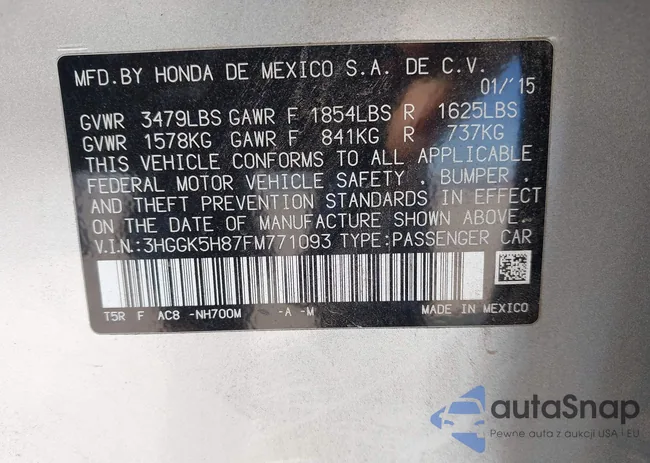 MFD.BY HONDA DE MEXICO S.A. DE C.V.
01/'15
GVWR 3479LBS GAWR F 1854LBS R 1625LBS
GVWR 1578KG GAWR F 841KG R 737KG
THIS VEHICLE CONFORMS TO ALL APPLICABLE
FEDERAL MOTOR VEHICLE SAFETY , BUMPER ,
AND THEFT PREVENTION STANDARDS IN EFFECT
ON THE DATE OF MANUFACTURE SHOWN ABOVE.
V.I.N.:3HGGK5H87FM771093 TYPE:PASSENGER CAR
T5R F AC8 -NH700M -A -M MADE IN MEXICO
autaSnap
Pewne auta z aukcji USA i EU